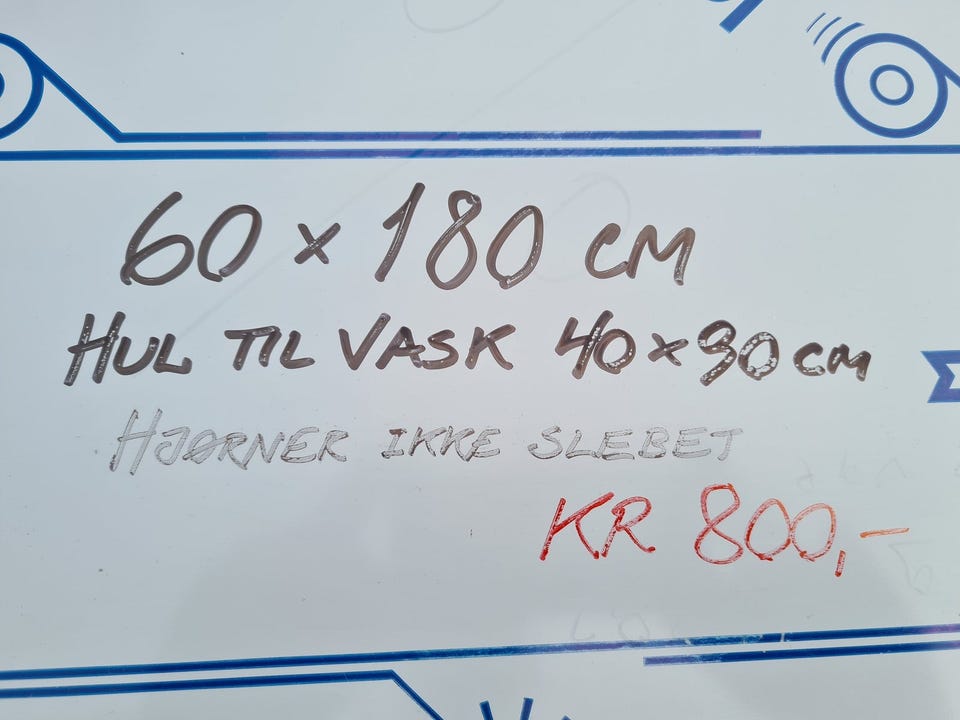 60 x 180 CM
HUL TIL VASK 40 x 90 CM
HJØRNER IKKE SLEBET
KR 800,-